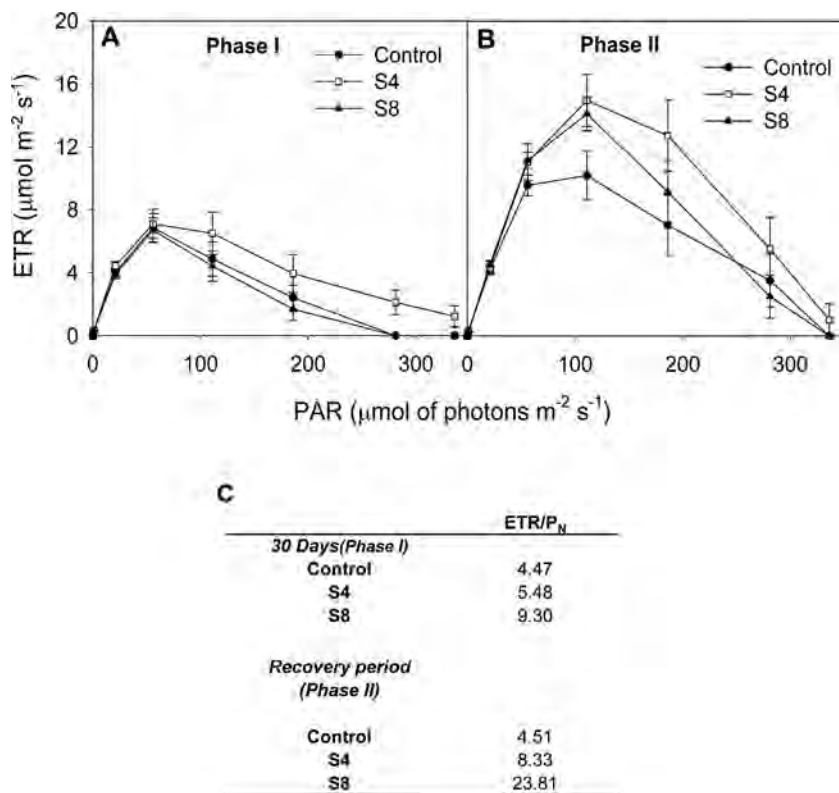 A
Phase I
Control
S4
S8
B
Phase II
Control
S4
S8
20
16
12
8
4
0
ETR (μmol m⁻² s⁻¹)
0 100 200 300 0 100 200 300
PAR (μmol of photons m⁻² s⁻¹)
C
ETR/P_N
30 Days(Phase I)
Control 4.47
S4 5.48
S8 9.30
Recovery period
(Phase II)
Control 4.51
S4 8.33
S8 23.81